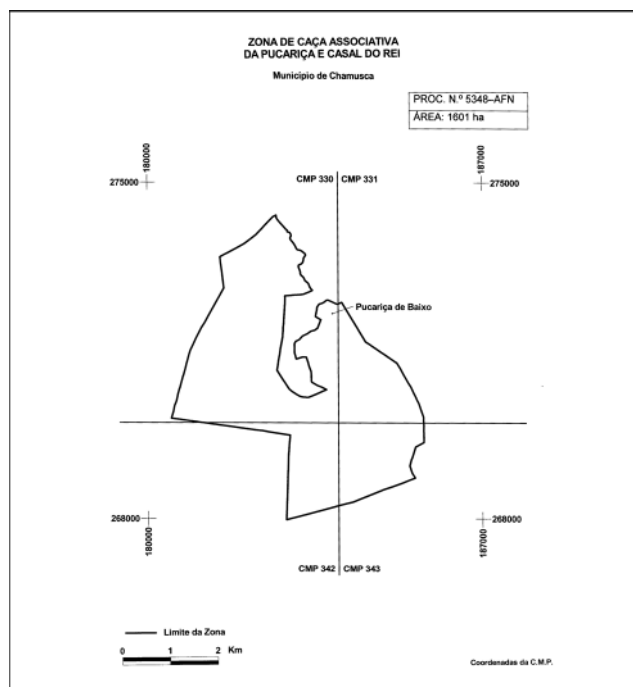 ZONA DE CAÇA ASSOCIATIVA
DA PUCARIÇA E CASAL DO REI
Município de Chamusca
PROC. N.º 5348–AFN
ÁREA: 1601 ha
180000
187000
275000
CMP 330
CMP 331
275000
Pucariça de Baixo
268000
268000
180000
187000
CMP 342
CMP 343
Limite da Zona
0 1 2 Km
Coordenadas da C.M.P.